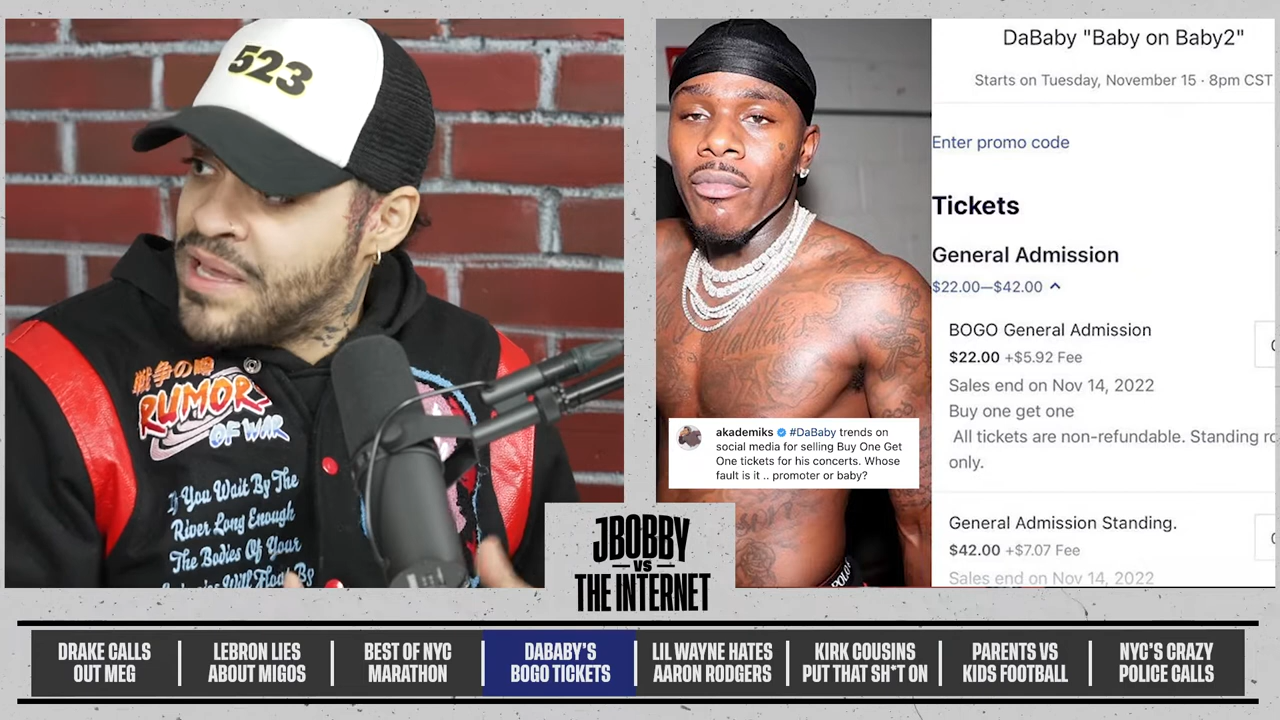 523
戦争の噂
RUMORS
OF WAR
If You Wait By The
River Long Enough
The Bodies Of Your
Will Float By
akademiks #DaBaby trends on
social media for selling Buy One Get
One tickets for his concerts. Whose
fault is it .. promoter or baby?
POLO
DaBaby "Baby on Baby2"
Starts on Tuesday, November 15 · 8pm CST
Enter promo code
Tickets
General Admission
$22.00—$42.00
BOGO General Admission
$22.00 +$5.92 Fee
Sales end on Nov 14, 2022
Buy one get one
All tickets are non-refundable. Standing
only.
General Admission Standing.
$42.00 +$7.07 Fee
Sales end on Nov 14, 2022
JBOBBY
VS
THE INTERNET
DRAKE CALLS
OUT MEG
LEBRON LIES
ABOUT MIGOS
BEST OF NYC
MARATHON
DABABY'S
BOGO TICKETS
LIL WAYNE HATES
AARON RODGERS
KIRK COUSINS
PUT THAT SH*T ON
PARENTS VS
KIDS FOOTBALL
NYC'S CRAZY
POLICE CALLS